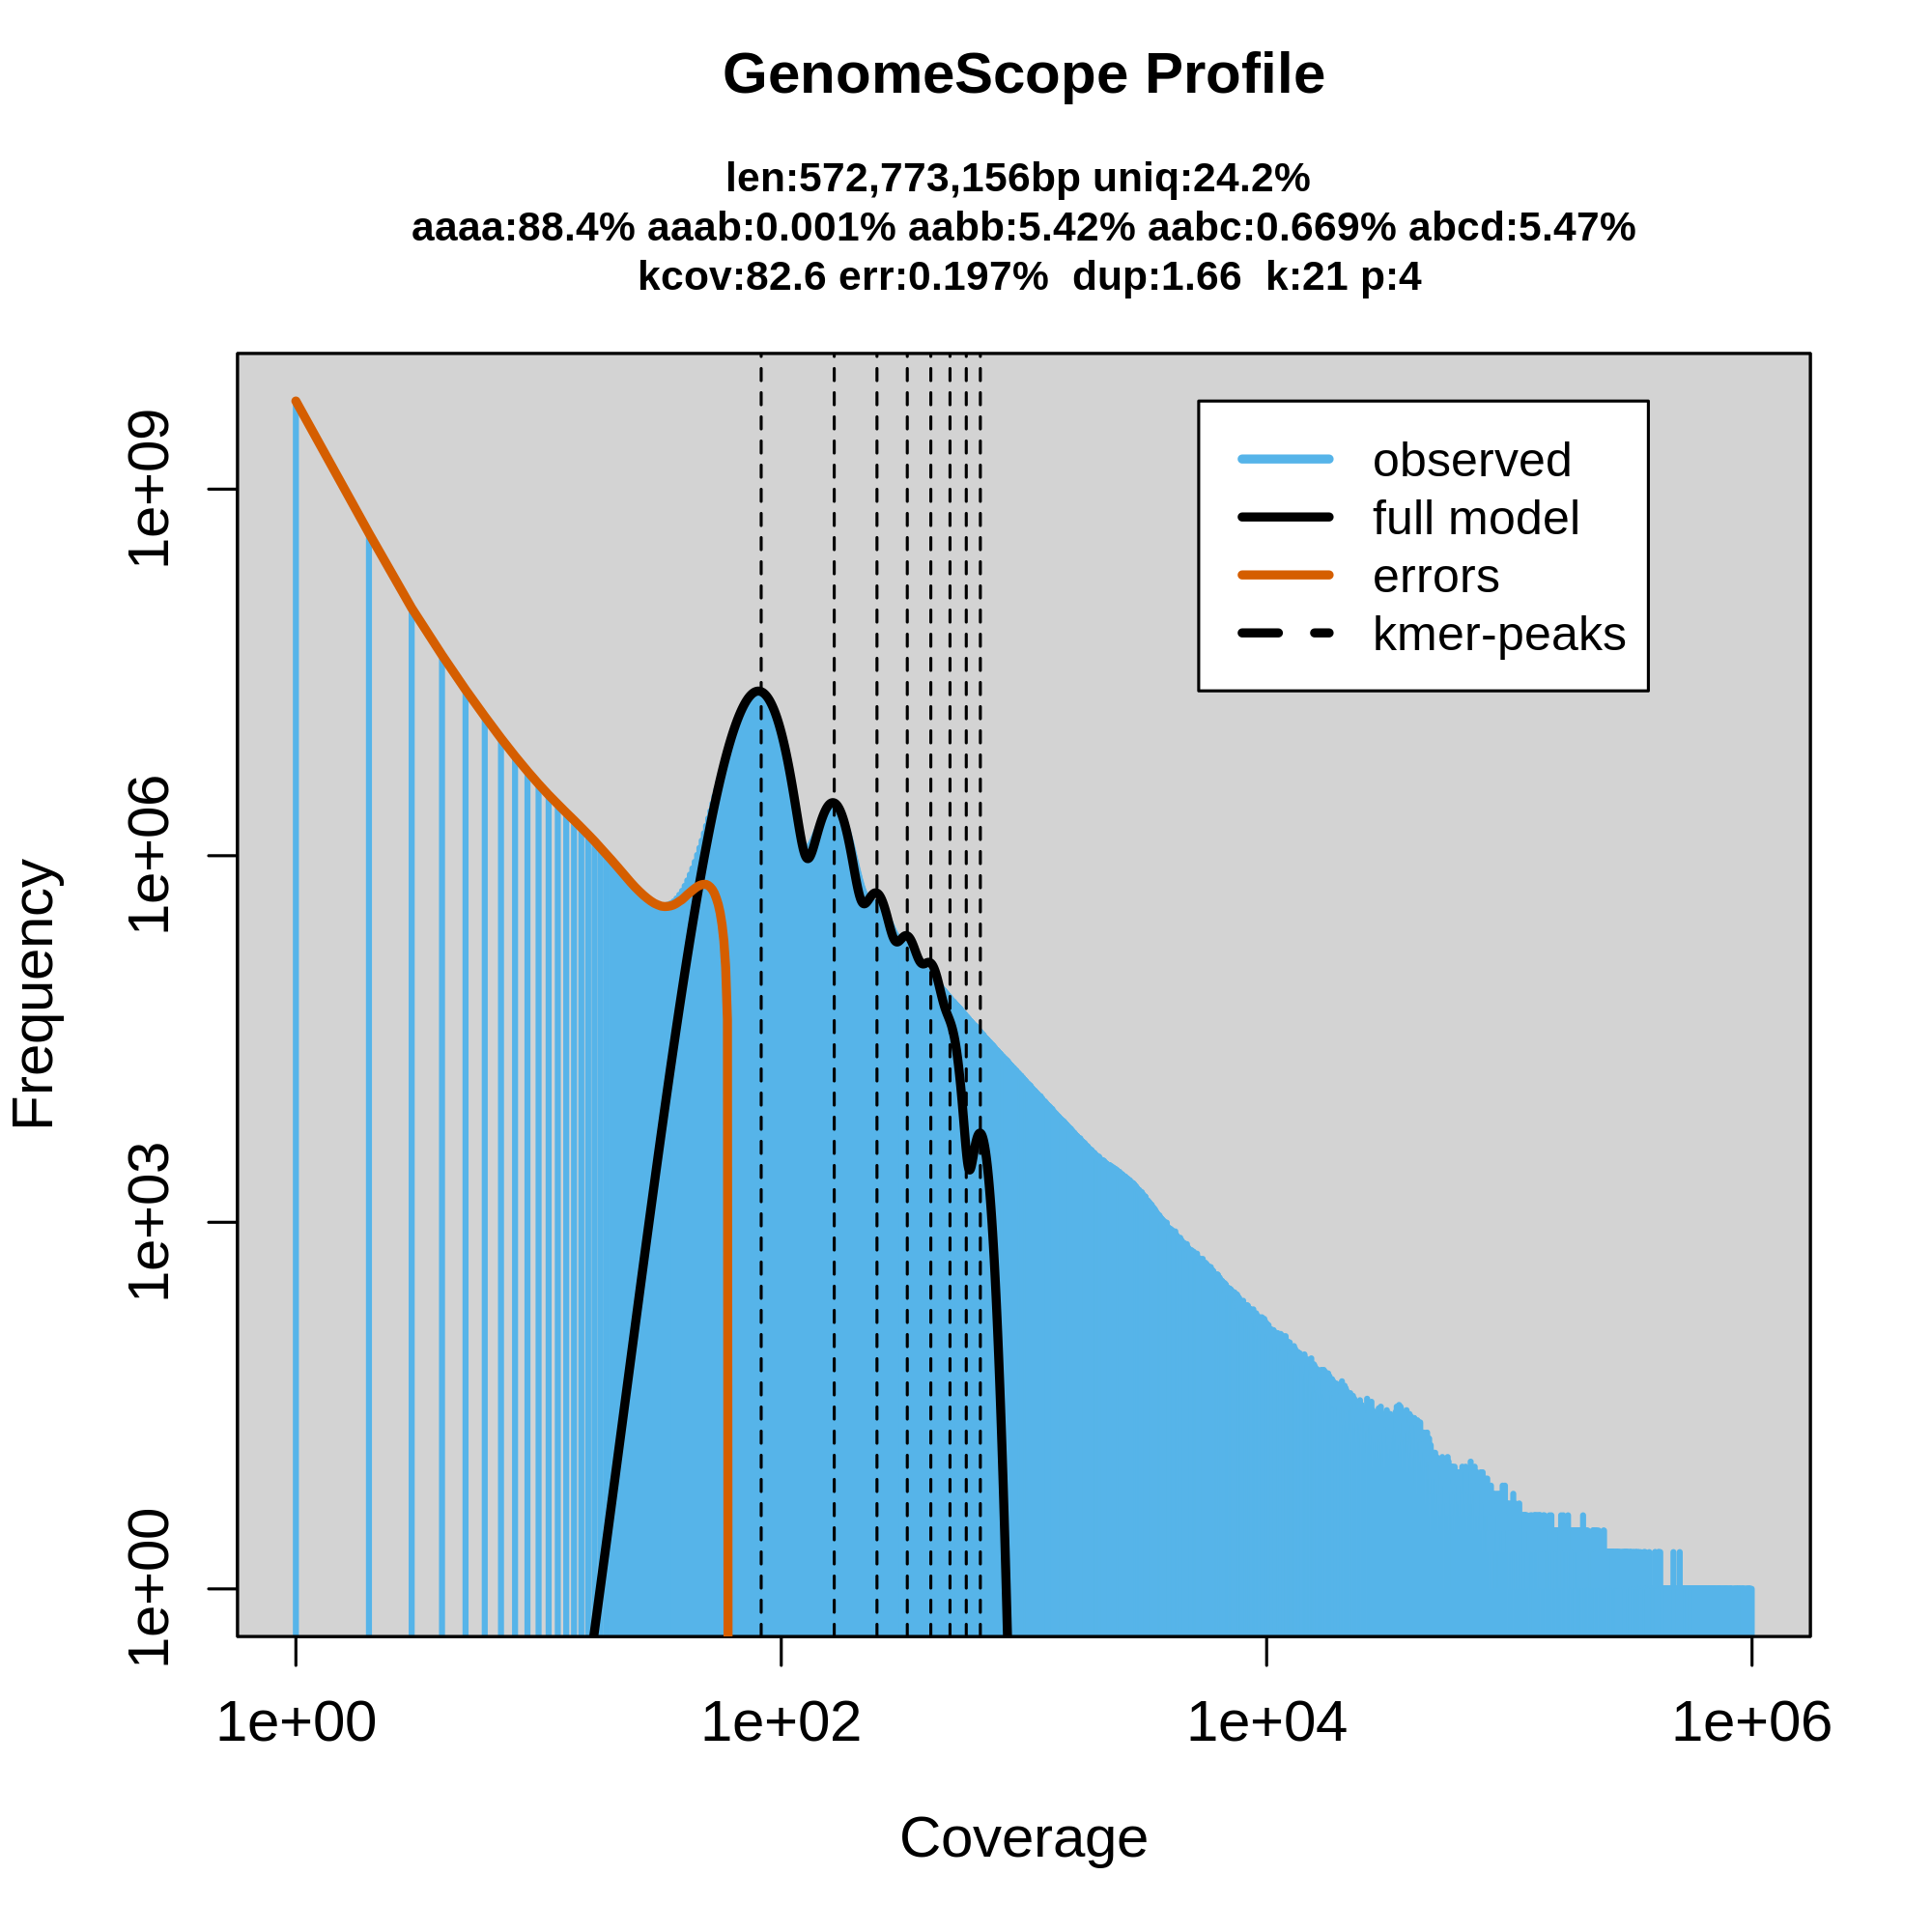 GenomeScope Profile
len:572,773,156bp uniq:24.2%
aaaa:88.4% aaab:0.001% aabb:5.42% aabc:0.669% abcd:5.47%
kcov:82.6 err:0.197%  dup:1.66  k:21 p:4
observed
full model
errors
kmer-peaks
Frequency
1e+09
1e+06
1e+03
1e+00
1e+00 1e+02 1e+04 1e+06
Coverage